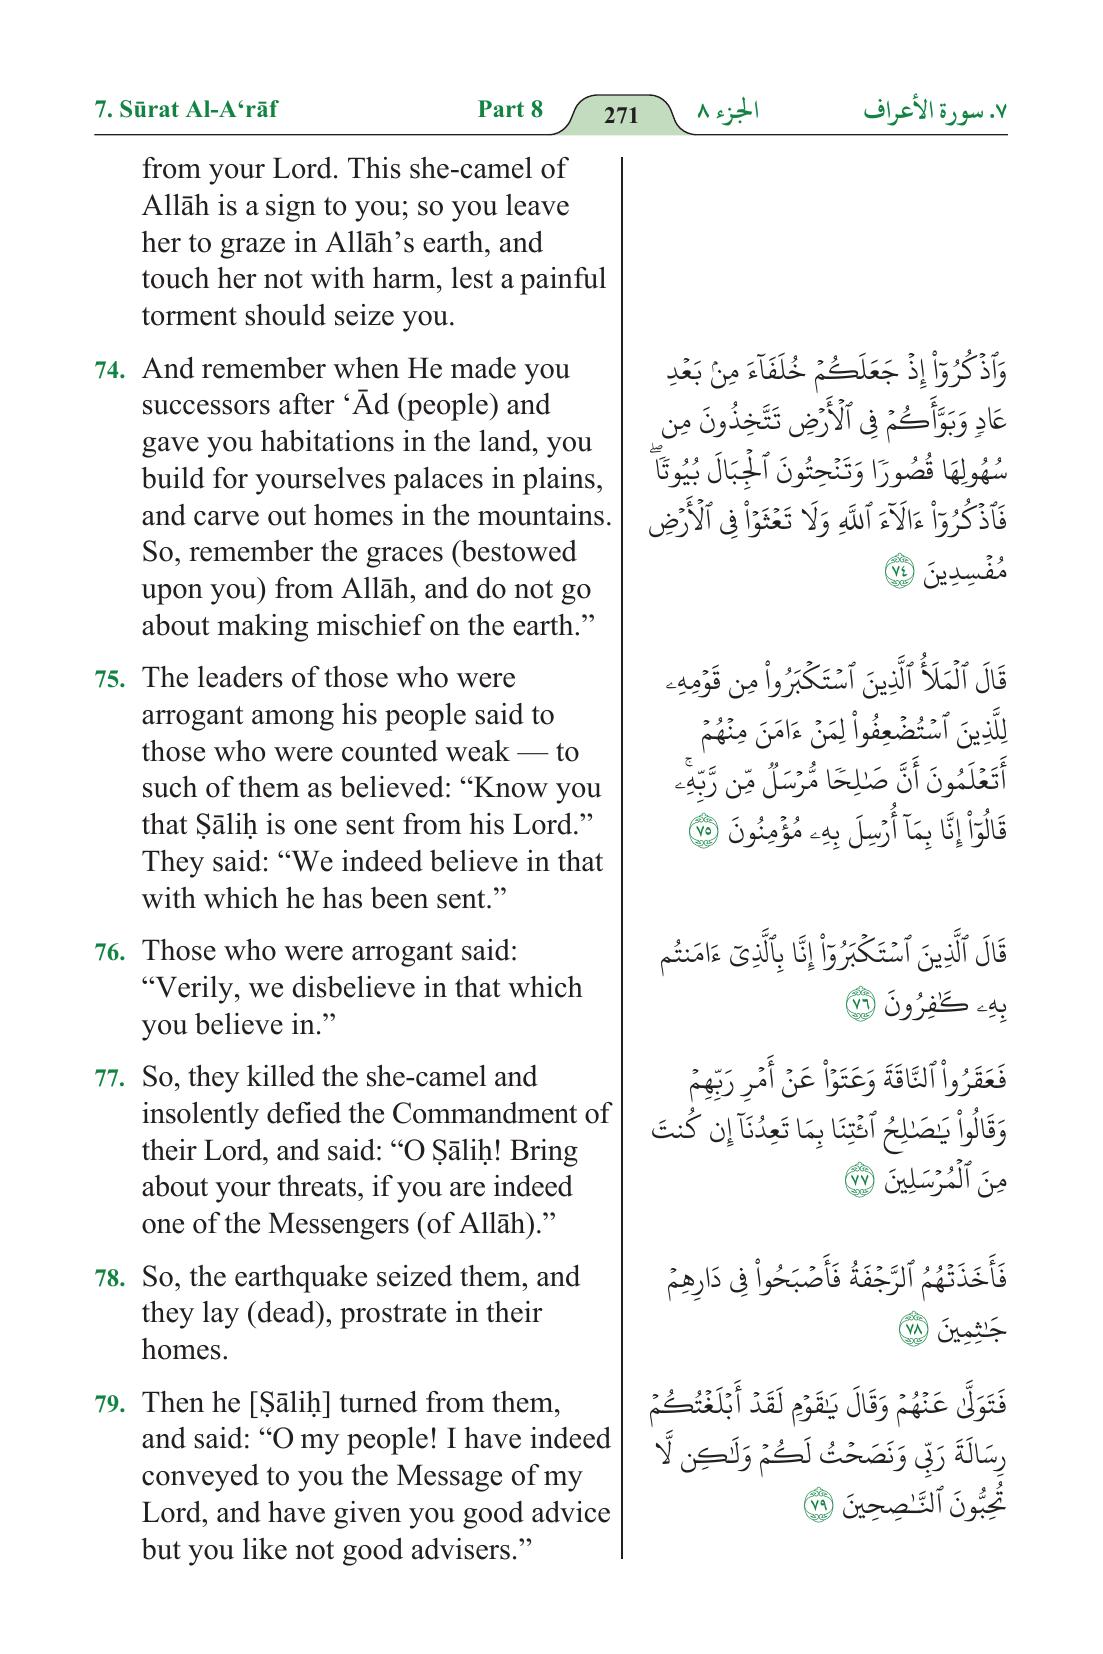 7. Sūrat Al-A‘rāf
Part 8
271
الجزء ٨
٧. سورة الأعراف
from your Lord. This she-camel of
Allāh is a sign to you; so you leave
her to graze in Allāh’s earth, and
touch her not with harm, lest a painful
torment should seize you.
74. And remember when He made you
successors after ‘Ād (people) and
gave you habitations in the land, you
build for yourselves palaces in plains,
and carve out homes in the mountains.
So, remember the graces (bestowed
upon you) from Allāh, and do not go
about making mischief on the earth.”
75. The leaders of those who were
arrogant among his people said to
those who were counted weak — to
such of them as believed: “Know you
that Ṣāliḥ is one sent from his Lord.”
They said: “We indeed believe in that
with which he has been sent.”
76. Those who were arrogant said:
“Verily, we disbelieve in that which
you believe in.”
77. So, they killed the she-camel and
insolently defied the Commandment of
their Lord, and said: “O Ṣāliḥ! Bring
about your threats, if you are indeed
one of the Messengers (of Allāh).”
78. So, the earthquake seized them, and
they lay (dead), prostrate in their
homes.
79. Then he [Ṣāliḥ] turned from them,
and said: “O my people! I have indeed
conveyed to you the Message of my
Lord, and have given you good advice
but you like not good advisers.”
وَٱذۡكُرُوٓاْ إِذۡ جَعَلَكُمۡ خُلَفَآءَ مِنۢ بَعۡدِ
عَادٖ وَبَوَّأَكُمۡ فِي ٱلۡأَرۡضِ تَتَّخِذُونَ مِن
سُهُولِهَا قُصُورٗا وَتَنۡحِتُونَ ٱلۡجِبَالَ بُيُوتٗاۖ
فَٱذۡكُرُوٓاْ ءَالَآءَ ٱللَّهِ وَلَا تَعۡثَوۡاْ فِي ٱلۡأَرۡضِ
مُفۡسِدِينَ ٧٤
قَالَ ٱلۡمَلَأُ ٱلَّذِينَ ٱسۡتَكۡبَرُواْ مِن قَوۡمِهِۦ
لِلَّذِينَ ٱسۡتُضۡعِفُواْ لِمَنۡ ءَامَنَ مِنۡهُمۡ
أَتَعۡلَمُونَ أَنَّ صَٰلِحٗا مُّرۡسَلٞ مِّن رَّبِّهِۦۚ
قَالُوٓاْ إِنَّا بِمَآ أُرۡسِلَ بِهِۦ مُؤۡمِنُونَ ٧٥
قَالَ ٱلَّذِينَ ٱسۡتَكۡبَرُوٓاْ إِنَّا بِٱلَّذِيٓ ءَامَنتُم
بِهِۦ كَٰفِرُونَ ٧٦
فَعَقَرُواْ ٱلنَّاقَةَ وَعَتَوۡاْ عَنۡ أَمۡرِ رَبِّهِمۡ
وَقَالُواْ يَٰصَٰلِحُ ٱئۡتِنَا بِمَا تَعِدُنَآ إِن كُنتَ
مِنَ ٱلۡمُرۡسَلِينَ ٧٧
فَأَخَذَتۡهُمُ ٱلرَّجۡفَةُ فَأَصۡبَحُواْ فِي دَارِهِمۡ
جَٰثِمِينَ ٧٨
فَتَوَلَّىٰ عَنۡهُمۡ وَقَالَ يَٰقَوۡمِ لَقَدۡ أَبۡلَغۡتُكُمۡ
رِسَالَةَ رَبِّي وَنَصَحۡتُ لَكُمۡ وَلَٰكِن لَّا
تُحِبُّونَ ٱلنَّٰصِحِينَ ٧٩